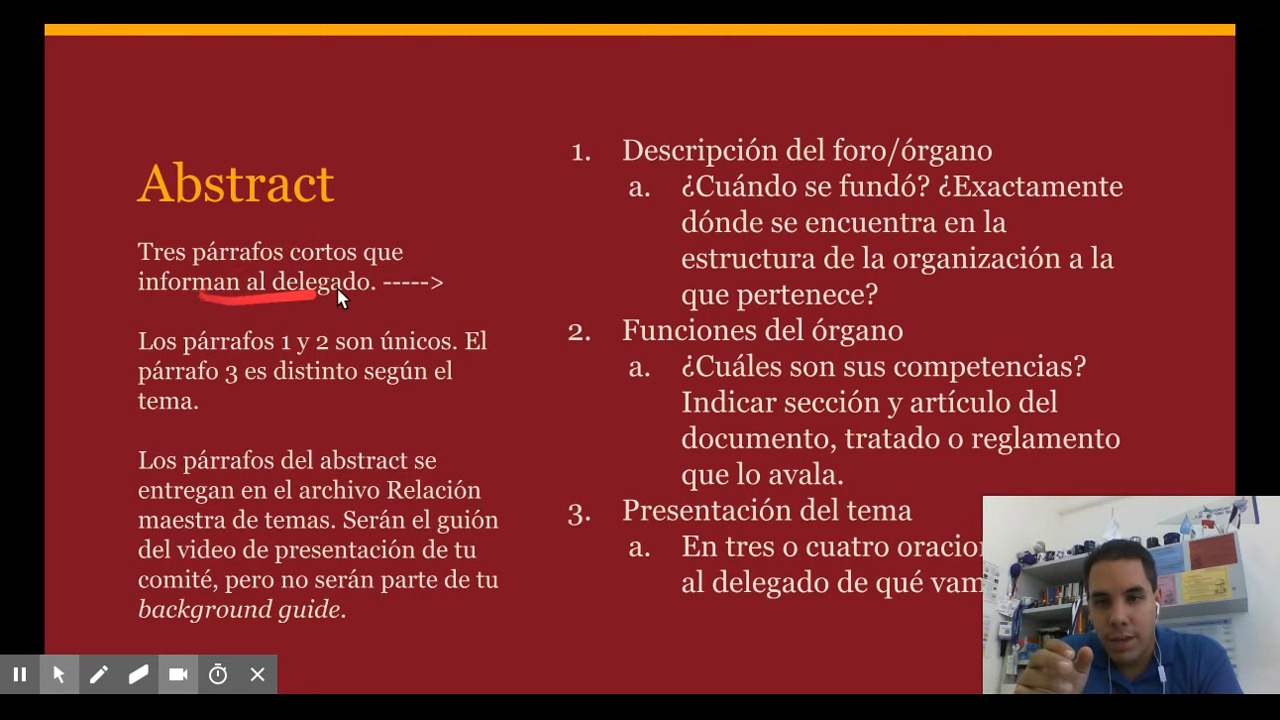 Abstract
Tres párrafos cortos que
informan al delegado. ----->
Los párrafos 1 y 2 son únicos. El
párrafo 3 es distinto según el
tema.
Los párrafos del abstract se
entregan en el archivo Relación
maestra de temas. Serán el guión
del video de presentación de tu
comité, pero no serán parte de tu
background guide.
1. Descripción del foro/órgano
a. ¿Cuándo se fundó? ¿Exactamente
dónde se encuentra en la
estructura de la organización a la
que pertenece?
2. Funciones del órgano
a. ¿Cuáles son sus competencias?
Indicar sección y artículo del
documento, tratado o reglamento
que lo avala.
3. Presentación del tema
a. En tres o cuatro
al delegado de qué